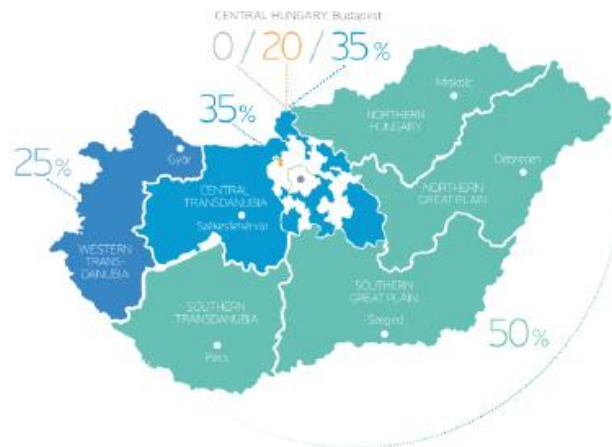 CENTRAL HUNGARY, Budapest
0 / 20 / 35%
35%
25%
Miskolc
NORTHERN
HUNGARY
Győr
Debrecen
CENTRAL
TRANSDANUBIA
Székesfehérvár
NORTHERN
GREAT PLAIN
WESTERN
TRANS-
DANUBIA
SOUTHERN
GREAT PLAIN
SOUTHERN
TRANSDANUBIA
Szeged
50%
Pécs